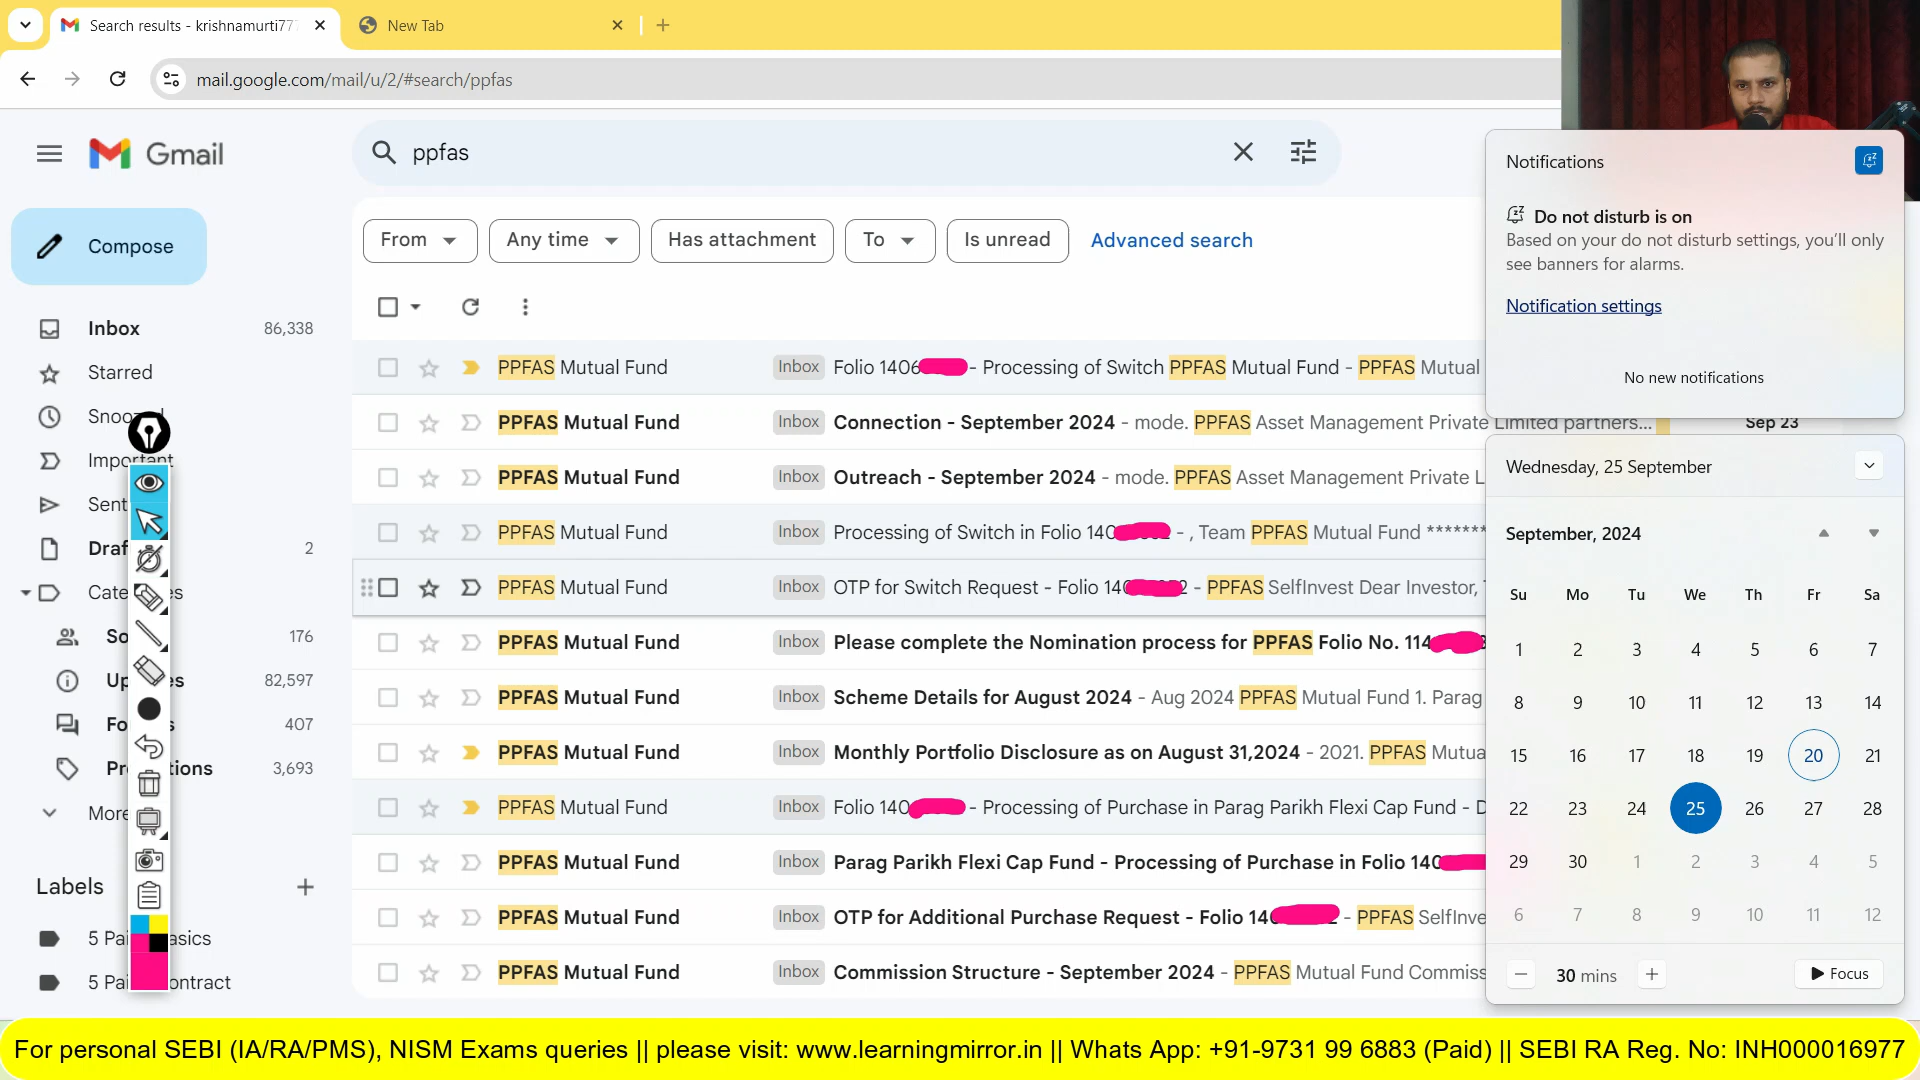 Search results - krishnamurti777
New Tab
mail.google.com/mail/u/2/#search/ppfas
Gmail
ppfas
Compose
From
Any time
Has attachment
To
Is unread
Advanced search
Inbox 86,338
Starred
Important
Sent
2
176
82,597
407
3,693
More
Labels
PPFAS Mutual Fund Inbox Folio 1406 - Processing of Switch PPFAS Mutual Fund - PPFAS Mutual
PPFAS Mutual Fund Inbox Connection - September 2024 - mode. PPFAS Asset Management Private Limited partners... Sep 23
PPFAS Mutual Fund Inbox Outreach - September 2024 - mode. PPFAS Asset Management Private L
PPFAS Mutual Fund Inbox Processing of Switch in Folio 140 - , Team PPFAS Mutual Fund *******
PPFAS Mutual Fund Inbox OTP for Switch Request - Folio 14 2 - PPFAS SelfInvest Dear Investor,
PPFAS Mutual Fund Inbox Please complete the Nomination process for PPFAS Folio No. 114
PPFAS Mutual Fund Inbox Scheme Details for August 2024 - Aug 2024 PPFAS Mutual Fund 1. Parag
PPFAS Mutual Fund Inbox Monthly Portfolio Disclosure as on August 31,2024 - 2021. PPFAS Mutua
PPFAS Mutual Fund Inbox Folio 140 - Processing of Purchase in Parag Parikh Flexi Cap Fund - D
PPFAS Mutual Fund Inbox Parag Parikh Flexi Cap Fund - Processing of Purchase in Folio 140
PPFAS Mutual Fund Inbox OTP for Additional Purchase Request - Folio 14 - PPFAS SelfInve
PPFAS Mutual Fund Inbox Commission Structure - September 2024 - PPFAS Mutual Fund Commiss
Notifications
Do not disturb is on
Based on your do not disturb settings, you'll only
see banners for alarms.
Notification settings
No new notifications
Wednesday, 25 September
September, 2024
Su Mo Tu We Th Fr Sa
1 2 3 4 5 6 7
8 9 10 11 12 13 14
15 16 17 18 19 20 21
22 23 24 25 26 27 28
29 30 1 2 3 4 5
6 7 8 9 10 11 12
30 mins
Focus
For personal SEBI (IA/RA/PMS), NISM Exams queries || please visit: www.learningmirror.in || Whats App: +91-9731 99 6883 (Paid) || SEBI RA Reg. No: INH000016977